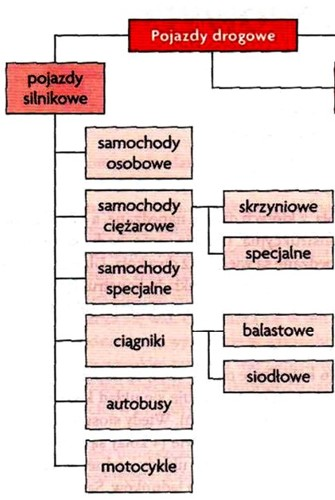 Pojazdy drogowe
pojazdy
silnikowe
samochody
osobowe
samochody
ciężarowe
skrzyniowe
specjalne
samochody
specjalne
ciągniki
balastowe
siodłowe
autobusy
motocykle